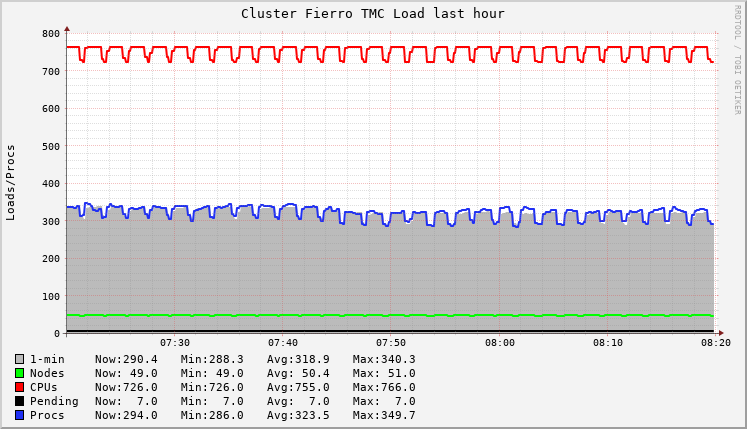 Cluster Fierro TMC Load last hour
RRDTOOL / TOBI OETIKER
Loads/Procs
800
700
600
500
400
300
200
100
0
07:30 07:40 07:50 08:00 08:10 08:20
1-min Now:290.4 Min:288.3 Avg:318.9 Max:340.3
Nodes Now: 49.0 Min: 49.0 Avg: 50.4 Max: 51.0
CPUs Now:726.0 Min:726.0 Avg:755.0 Max:766.0
Pending Now: 7.0 Min: 7.0 Avg: 7.0 Max: 7.0
Procs Now:294.0 Min:286.0 Avg:323.5 Max:349.7